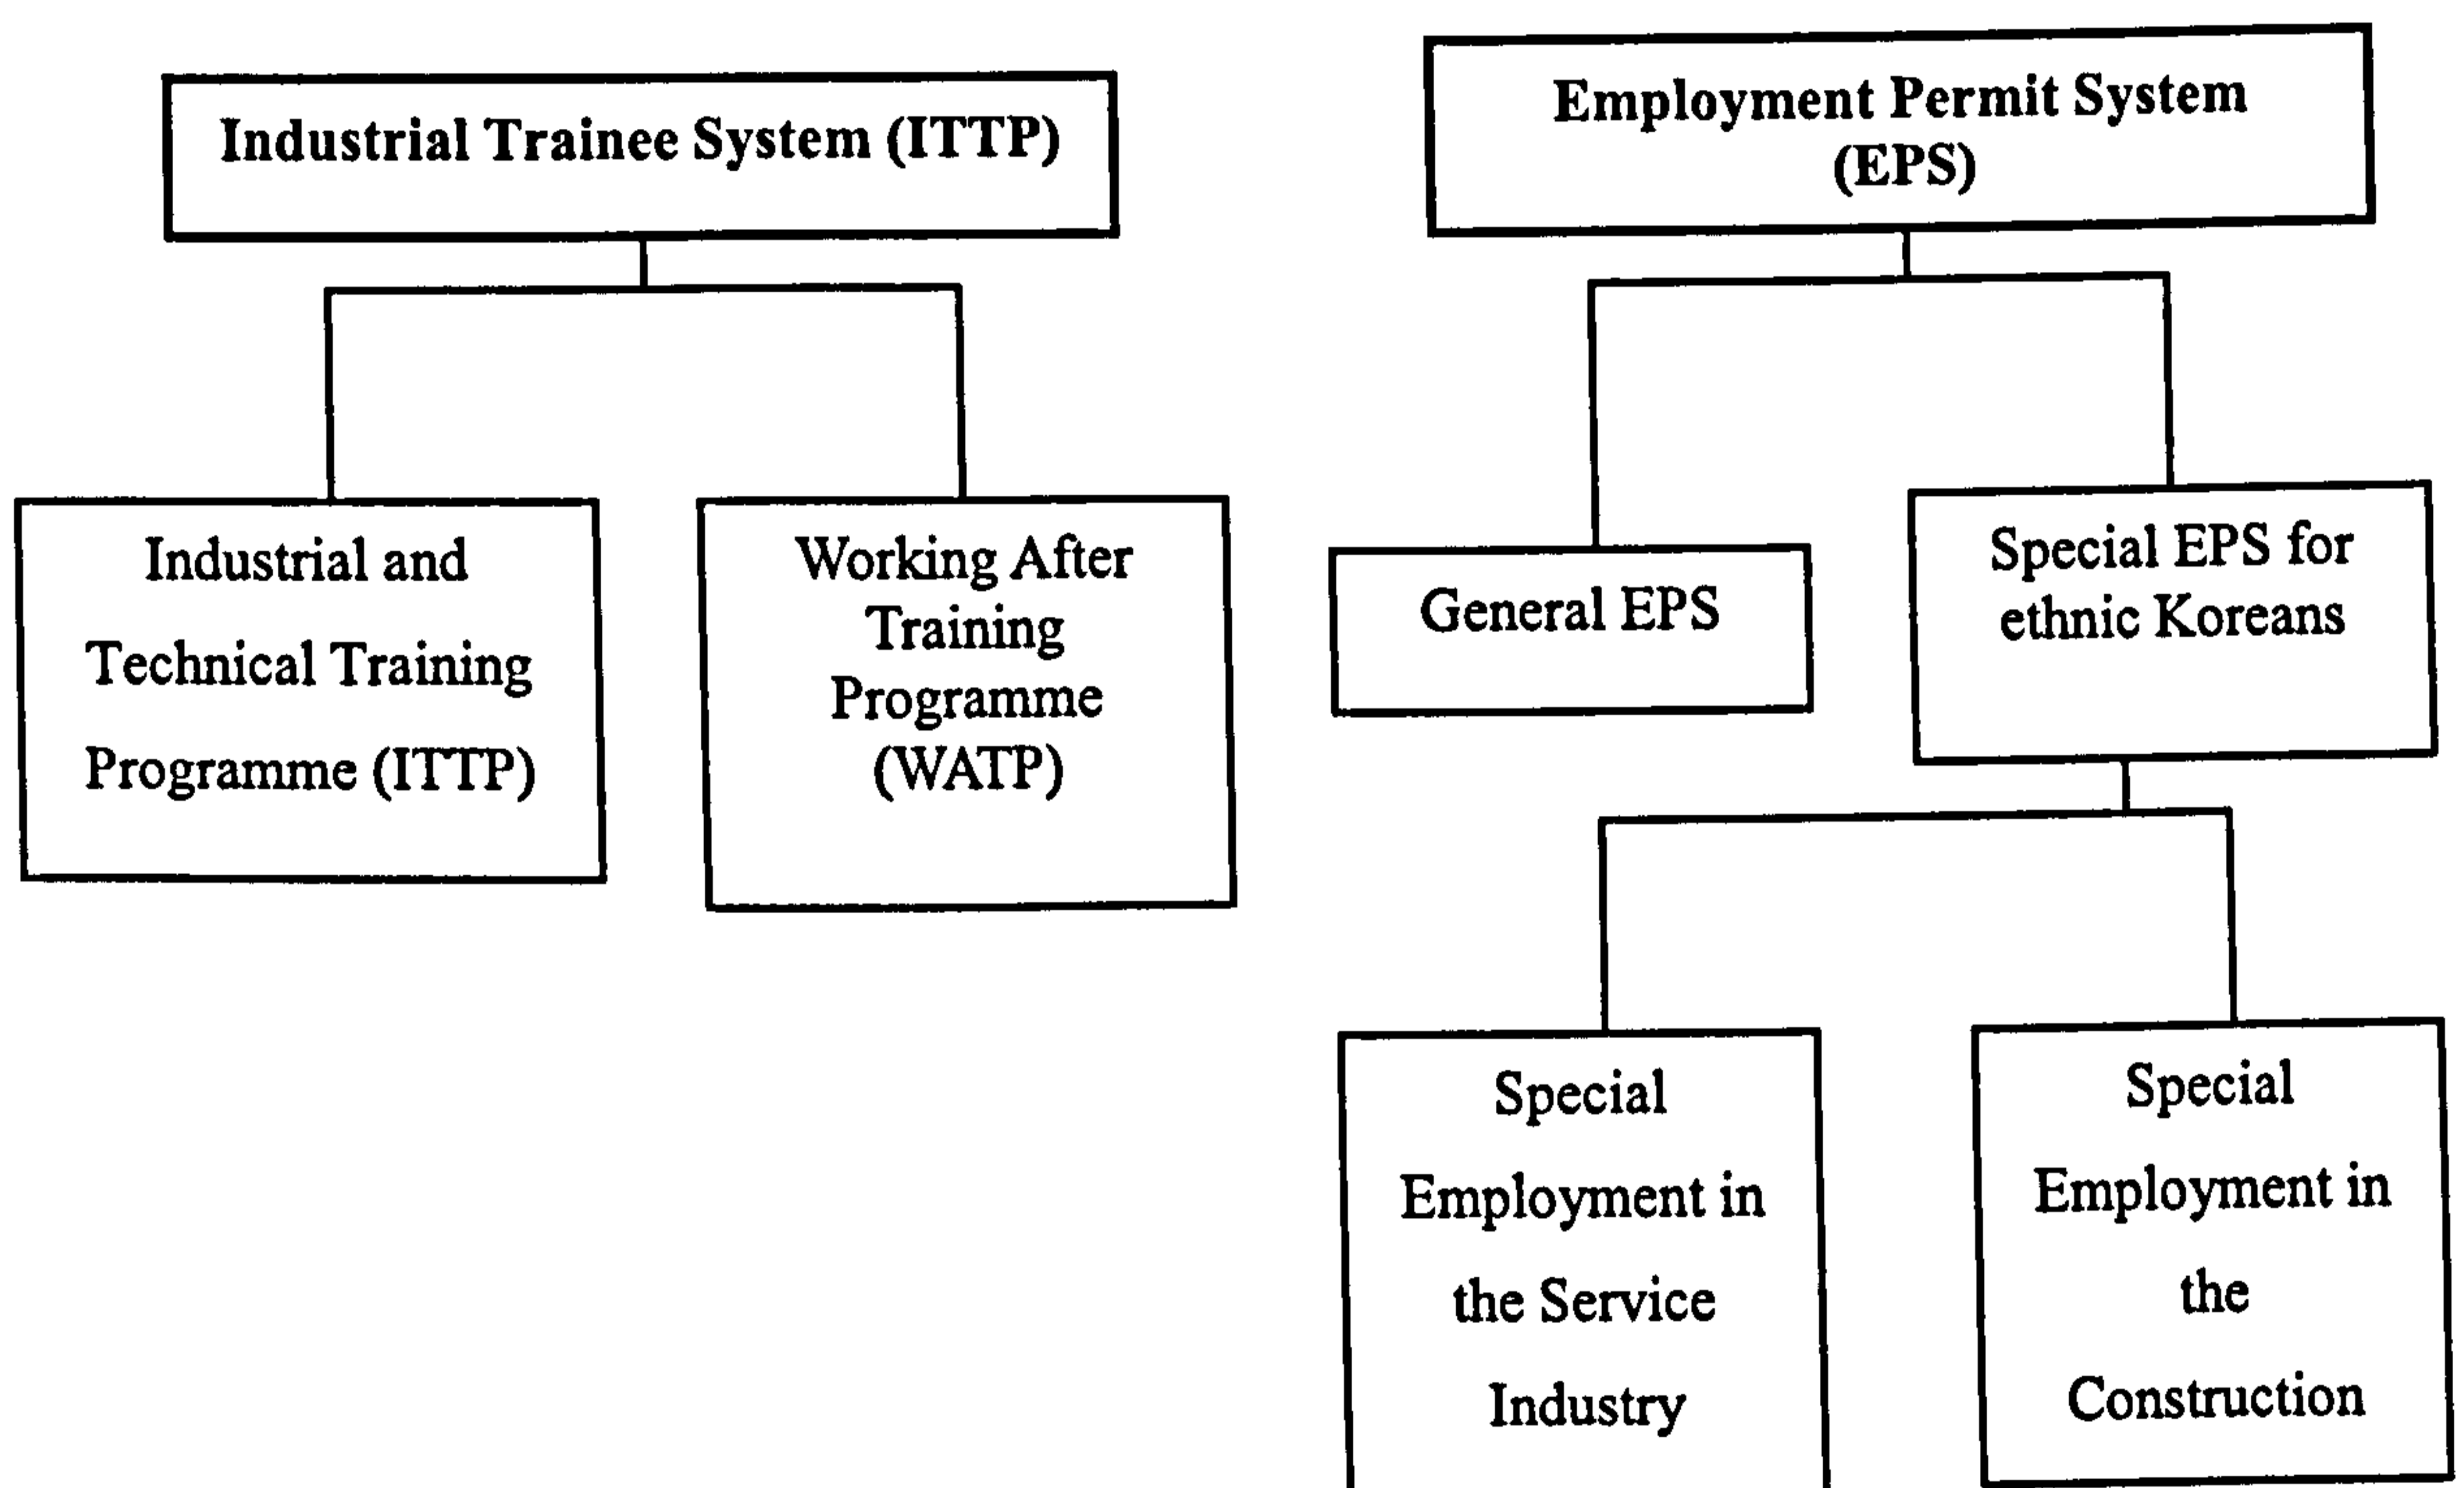 Industrial Trainee System (ITTP)
Industrial and
Technical Training
Programme (ITTP)
Working After
Training
Programme
(WATP)
Employment Permit System
(EPS)
General EPS
Special EPS for
ethnic Koreans
Special
Employment in
the Service
Industry
Special
Employment in
the
Construction